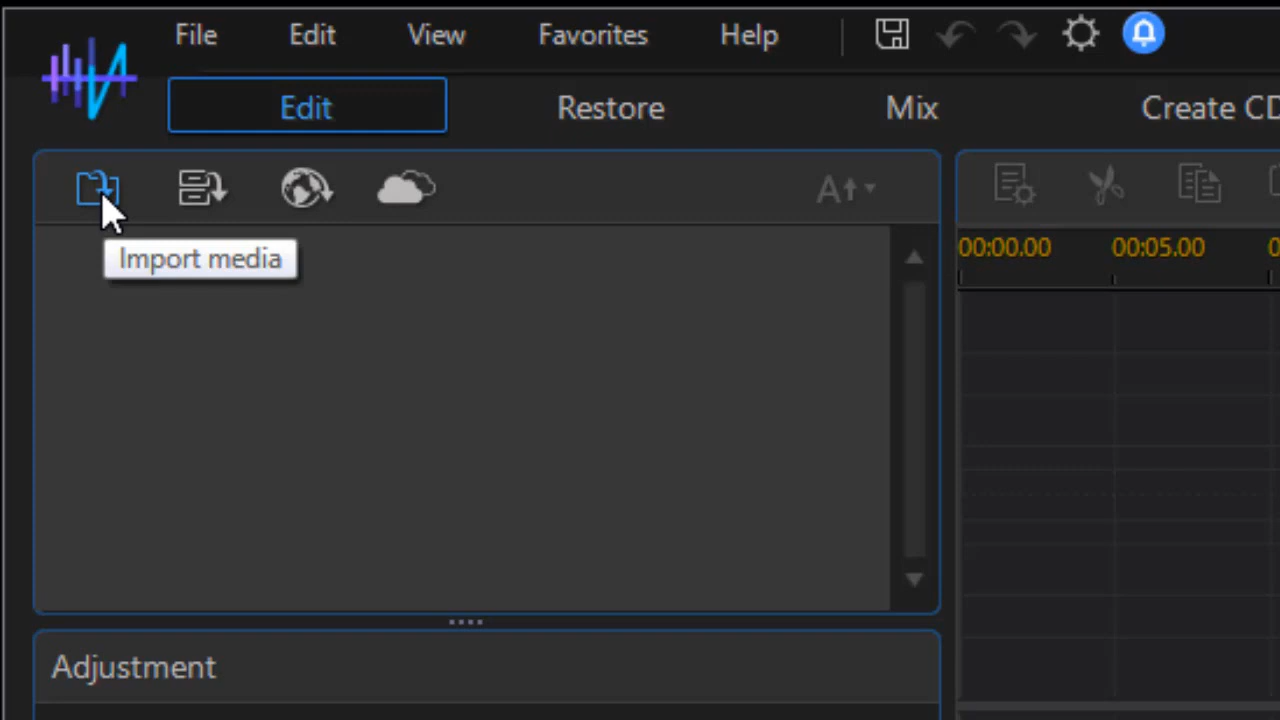 File Edit View Favorites Help
Edit Restore Mix Create CD
A
00:00.00 00:05.00
Import media
Adjustment